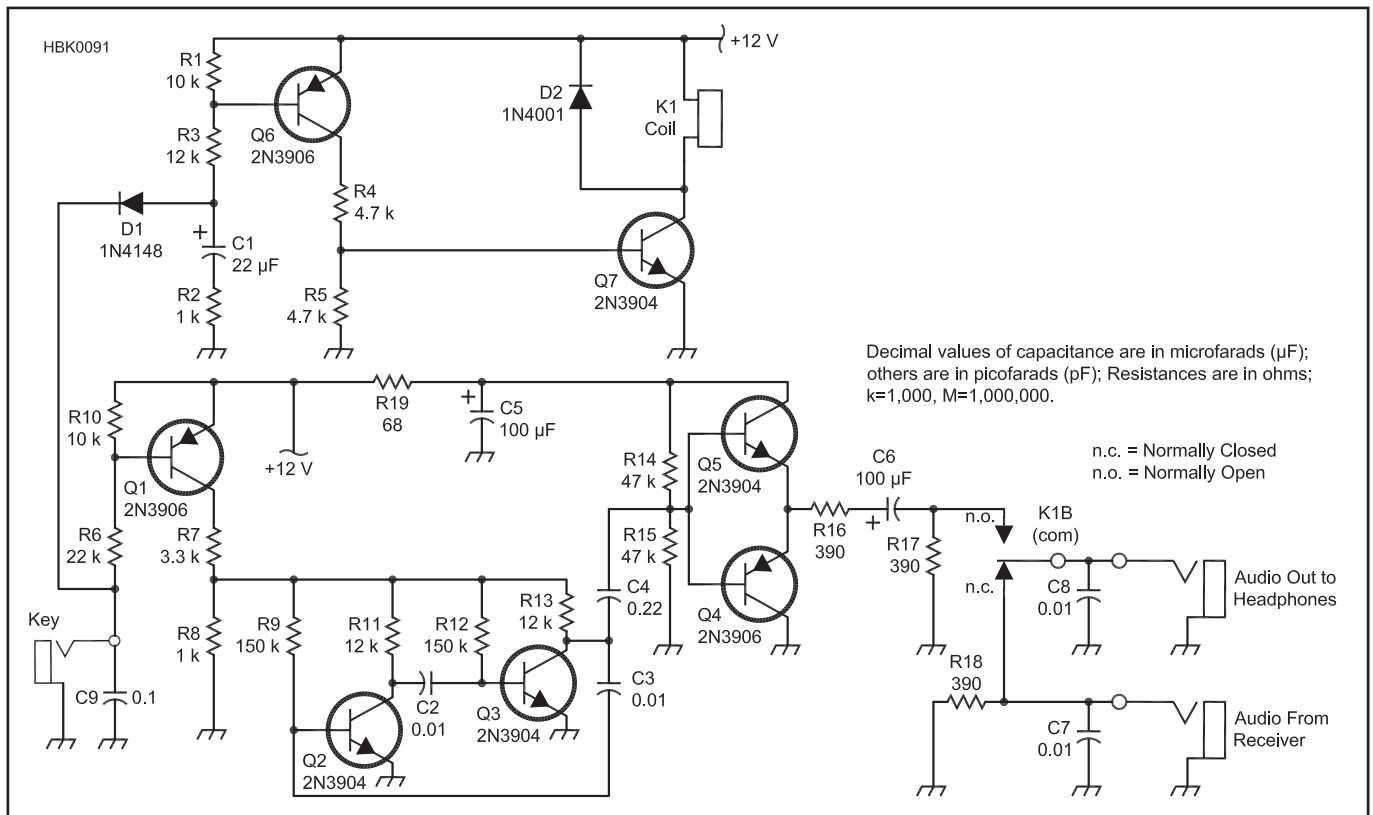 HBK0091
R1
10 k
+12 V
D2
1N4001
K1
Coil
Q6
2N3906
R3
12 k
R4
4.7 k
D1
1N4148
+
C1
22 µF
Q7
2N3904
R2
1 k
R5
4.7 k
Decimal values of capacitance are in microfarads (µF);
others are in picofarads (pF); Resistances are in ohms;
k=1,000, M=1,000,000.
R10
10 k
R19
68
+
C5
100 µF
+12 V
n.c. = Normally Closed
n.o. = Normally Open
Q1
2N3906
R14
47 k
Q5
2N3904
C6
100 µF
+
R6
22 k
R7
3.3 k
R15
47 k
R16
390
R17
390
n.o.
K1B
(com)
n.c.
C8
0.01
Audio Out to
Headphones
Key
C9
0.1
R8
1 k
R9
150 k
R11
12 k
R12
150 k
R13
12 k
C4
0.22
Q4
2N3906
C2
0.01
Q3
2N3904
C3
0.01
Q2
2N3904
R18
390
C7
0.01
Audio From
Receiver